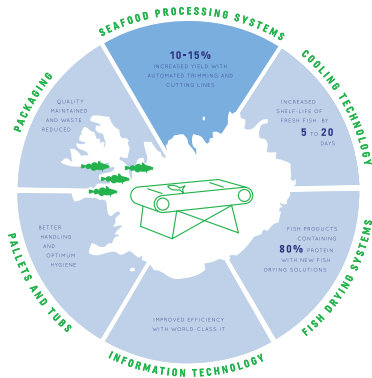 SEAFOOD PROCESSING SYSTEMS
10-15%
INCREASED YIELD WITH
AUTOMATED TRIMMING AND
CUTTING LINES
COOLING TECHNOLOGY
INCREASED
SHELF-LIFE OF
FRESH FISH BY
5 TO 20
DAYS
FISH DRYING SYSTEMS
FISH PRODUCTS
CONTAINING
80% PROTEIN
WITH NEW FISH
DRYING SOLUTIONS
INFORMATION TECHNOLOGY
IMPROVED EFFICIENCY
WITH WORLD-CLASS IT
PALLETS AND TUBS
BETTER
HANDLING
AND
OPTIMUM
HYGIENE
PACKAGING
QUALITY
MAINTAINED
AND WASTE
REDUCED